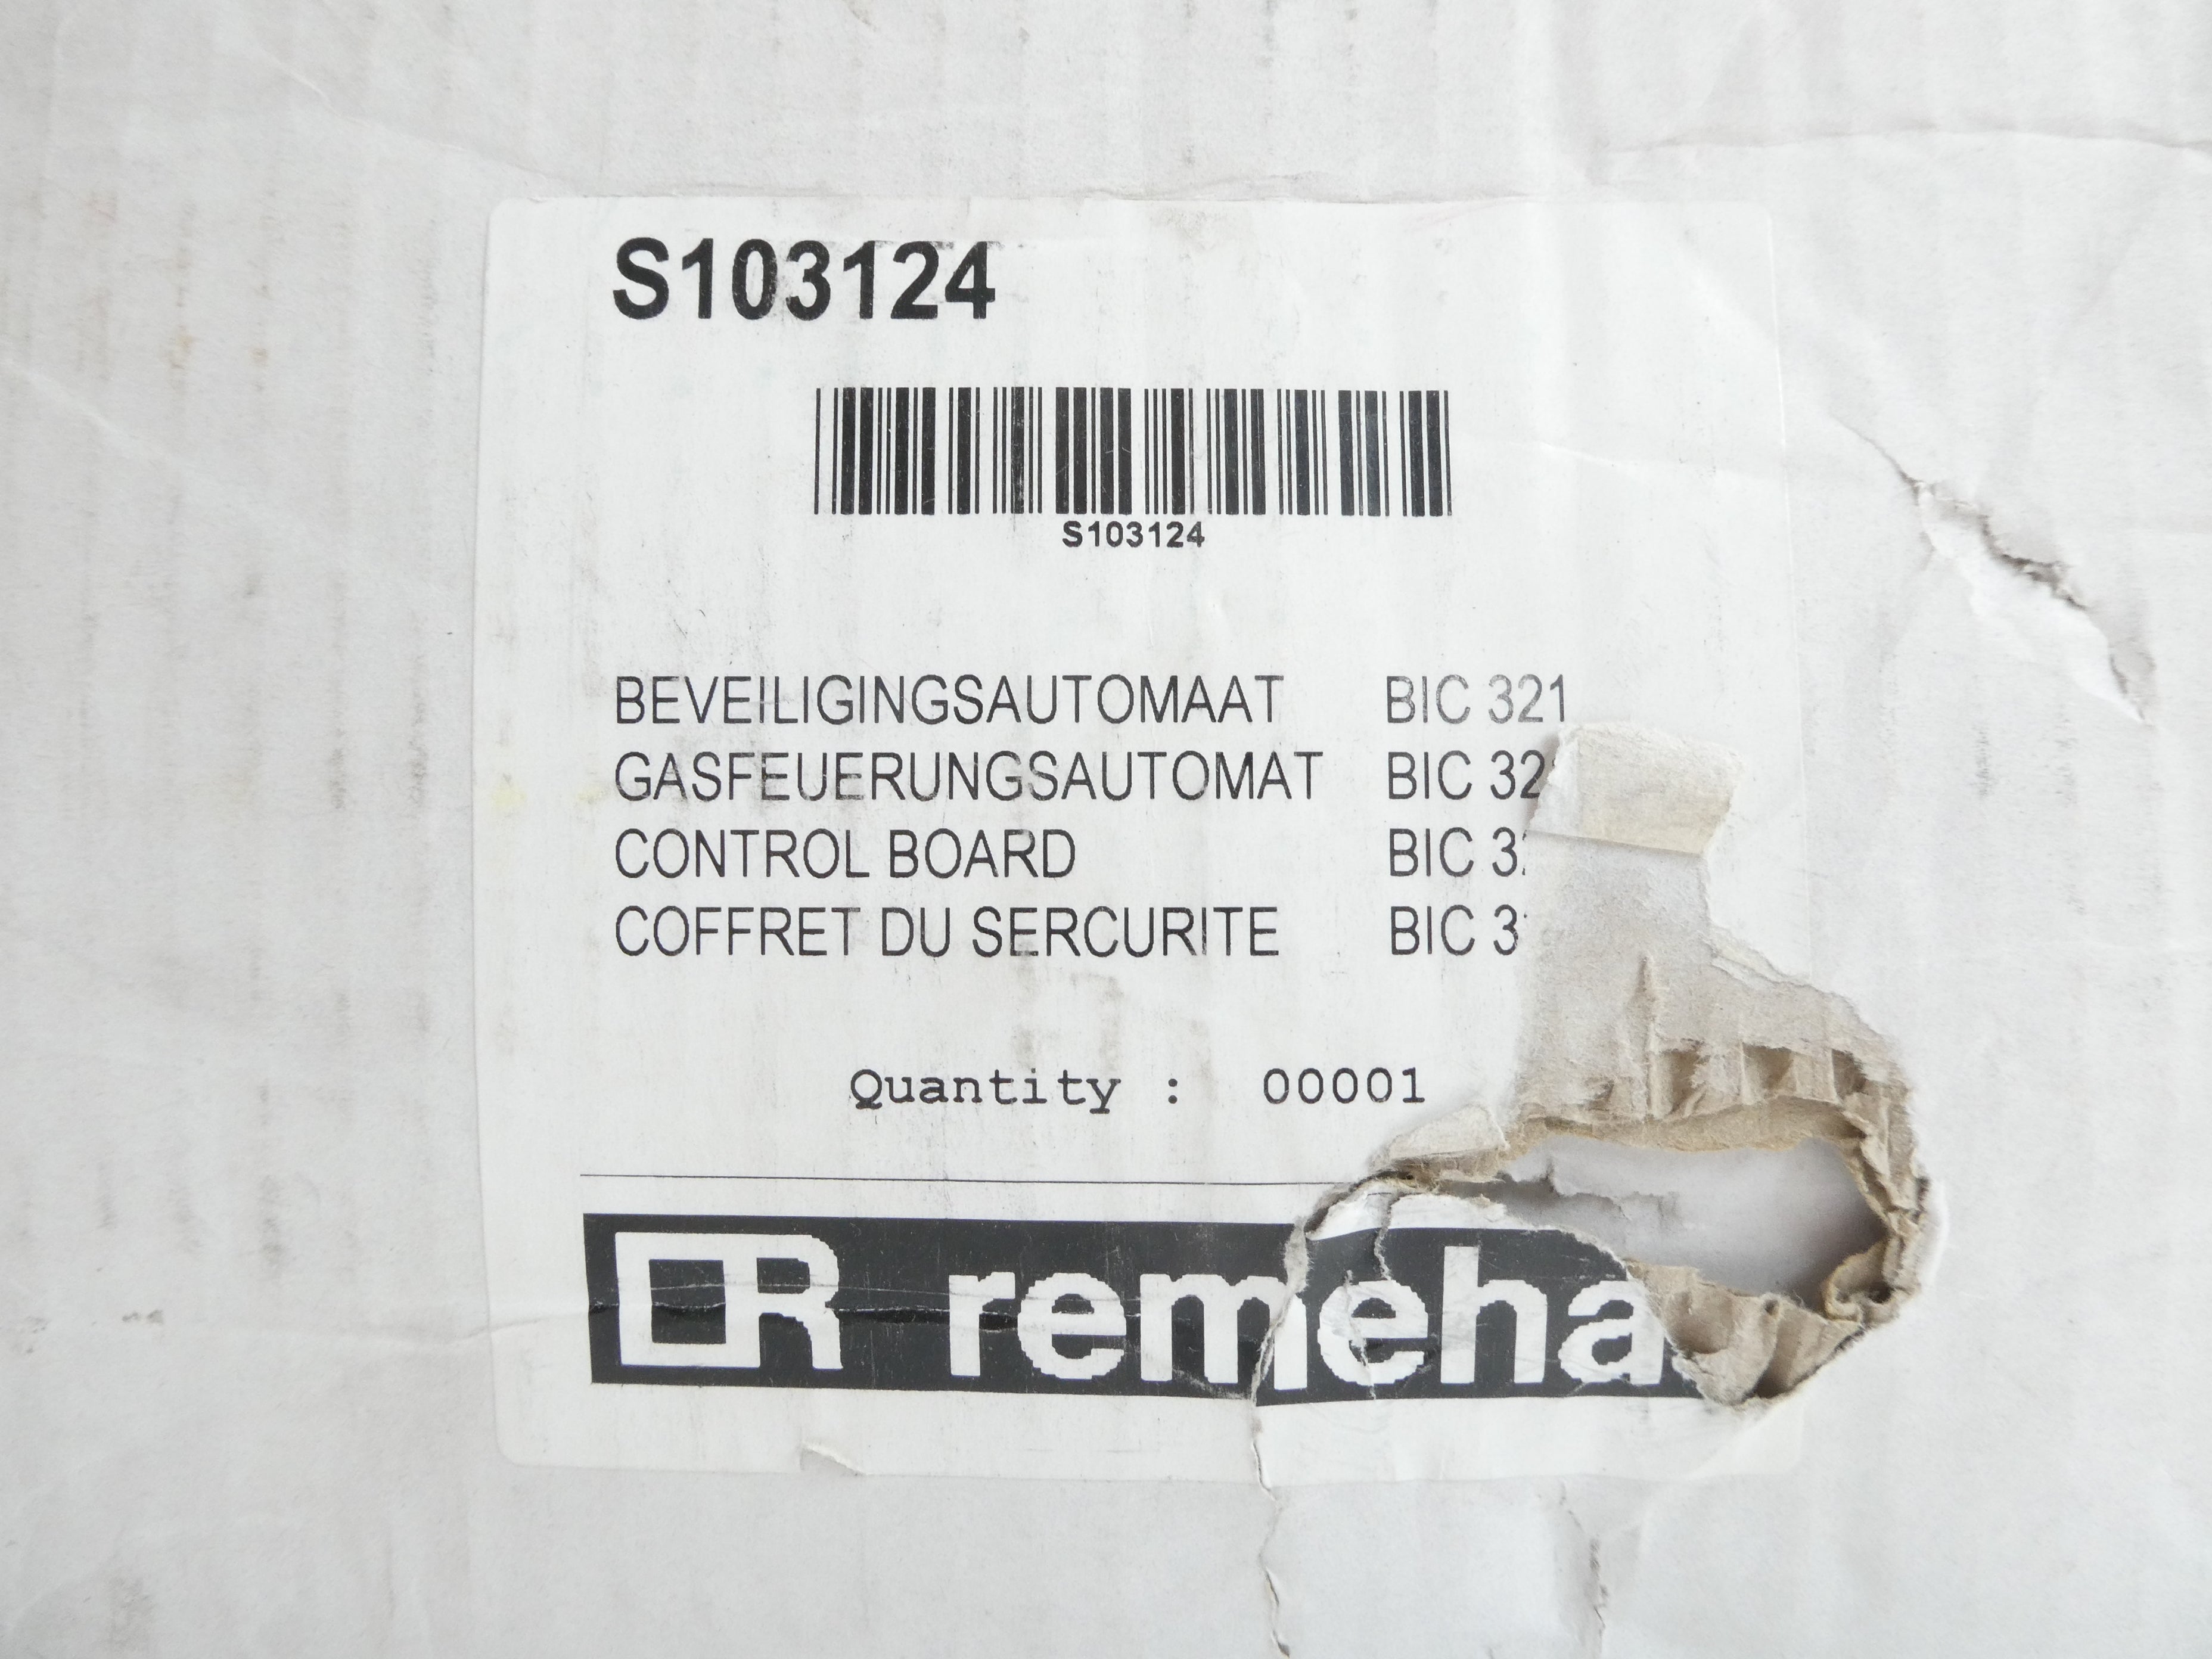 S103124
S103124
BEVEILIGINGSAUTOMAAT BIC 321
GASFEUERUNGSAUTOMAT BIC 32
CONTROL BOARD BIC 3
COFFRET DU SERCURITE BIC 3
Quantity : 00001
R remeha